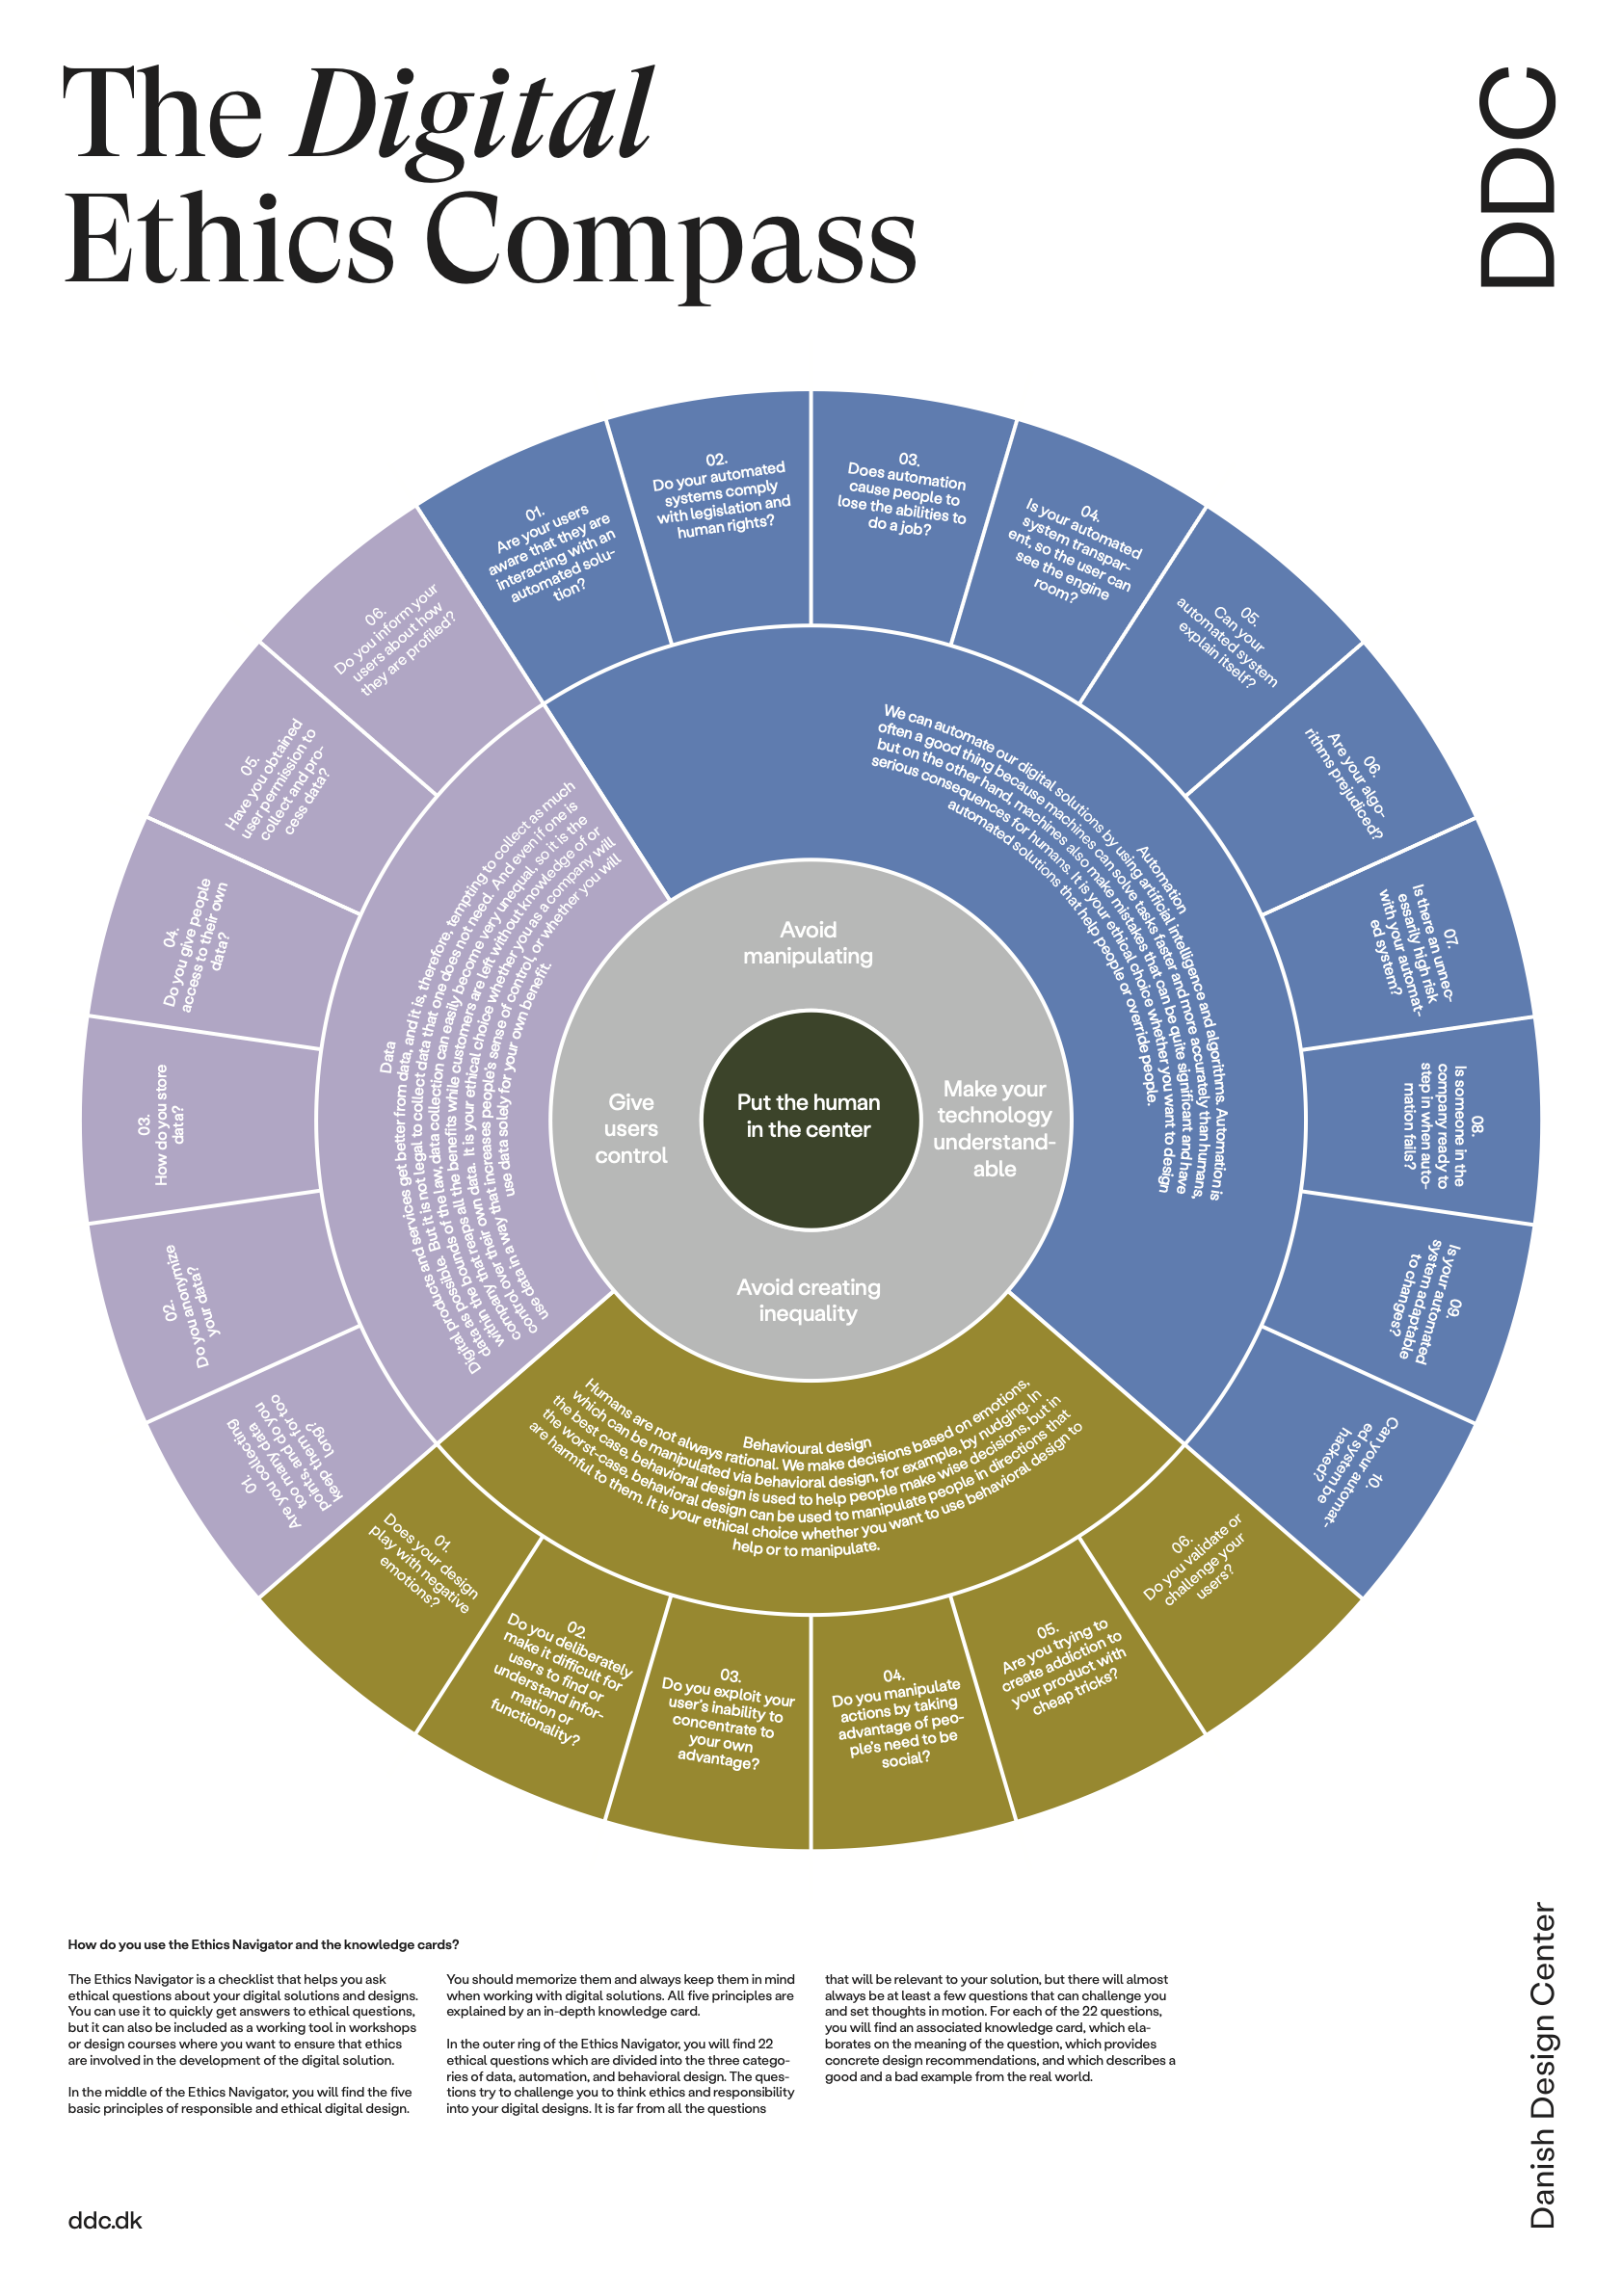 The Digital
Ethics Compass
DDC
01.
Are your users
aware that they are
interacting with an
automated solu-
tion?
02.
Do your automated
systems comply
with legislation and
human rights?
03.
Does automation
cause people to
lose the abilities to
do a job?
04.
Is your automated
system transpar-
ent, so the user can
see the engine
room?
05.
Can your
automated system
explain itself?
06.
Are your algo-
rithms prejudiced?
07.
Is there an unnec-
essarily high risk
with your automat-
ed system?
08.
Is someone in the
company ready to
step in when auto-
mation fails?
09.
Is your automated
system adaptable
to changes?
10.
Can your automat-
ed system be
hacked?
Automation
We can automate our digital solutions by using artificial intelligence and algorithms. Automation is
often a good thing because machines can solve tasks faster and more accurately than humans,
but on the other hand, machines also make mistakes that can be quite significant and have
serious consequences for humans. It is your ethical choice whether you want to design
automated solutions that help people or override people.
01.
Are you collecting
too many data
points, and do you
keep them for too
long?
02.
Do you anonymize
your data?
03.
How do you store
data?
04.
Do you give people
access to their own
data?
05.
Have you obtained
user permission to
collect and pro-
cess data?
06.
Do you inform your
users about how
they are profiled?
Data
Digital products and services get better from data, and it is, therefore, tempting to collect as much
data as possible. But it is not legal to collect data that one does not need. And even if one is
within the bounds of the law, data collection can easily become very unequal, so it is the
company that reaps all the benefits while customers are left without knowledge of or
control over their own data. It is your ethical choice whether you as a company will
use data in a way that increases people's sense of control, or whether you will
use data solely for your own benefit.
Avoid
manipulating
Give
users
control
Put the human
in the center
Make your
technology
understand-
able
Avoid creating
inequality
Behavioural design
Humans are not always rational. We make decisions based on emotions,
which can be manipulated via behavioral design, for example, by nudging. In
the best case, behavioral design is used to help people make wise decisions, but in
the worst-case, behavioral design can be used to manipulate people in directions that
are harmful to them. It is your ethical choice whether you want to use behavioral design to
help or to manipulate.
01.
Does your design
play with negative
emotions?
02.
Do you deliberately
make it difficult for
users to find or
understand infor-
mation or
functionality?
03.
Do you exploit your
user's inability to
concentrate to
your own
advantage?
04.
Do you manipulate
actions by taking
advantage of peo-
ple's need to be
social?
05.
Are you trying to
create addiction to
your product with
cheap tricks?
06.
Do you validate or
challenge your
users?
How do you use the Ethics Navigator and the knowledge cards?
The Ethics Navigator is a checklist that helps you ask
ethical questions about your digital solutions and designs.
You can use it to quickly get answers to ethical questions,
but it can also be included as a working tool in workshops
or design courses where you want to ensure that ethics
are involved in the development of the digital solution.
In the middle of the Ethics Navigator, you will find the five
basic principles of responsible and ethical digital design.
You should memorize them and always keep them in mind
when working with digital solutions. All five principles are
explained by an in-depth knowledge card.
In the outer ring of the Ethics Navigator, you will find 22
ethical questions which are divided into the three catego-
ries of data, automation, and behavioral design. The ques-
tions try to challenge you to think ethics and responsibility
into your digital designs. It is far from all the questions
that will be relevant to your solution, but there will almost
always be at least a few questions that can challenge you
and set thoughts in motion. For each of the 22 questions,
you will find an associated knowledge card, which ela-
borates on the meaning of the question, which provides
concrete design recommendations, and which describes a
good and a bad example from the real world.
ddc.dk
Danish Design Center